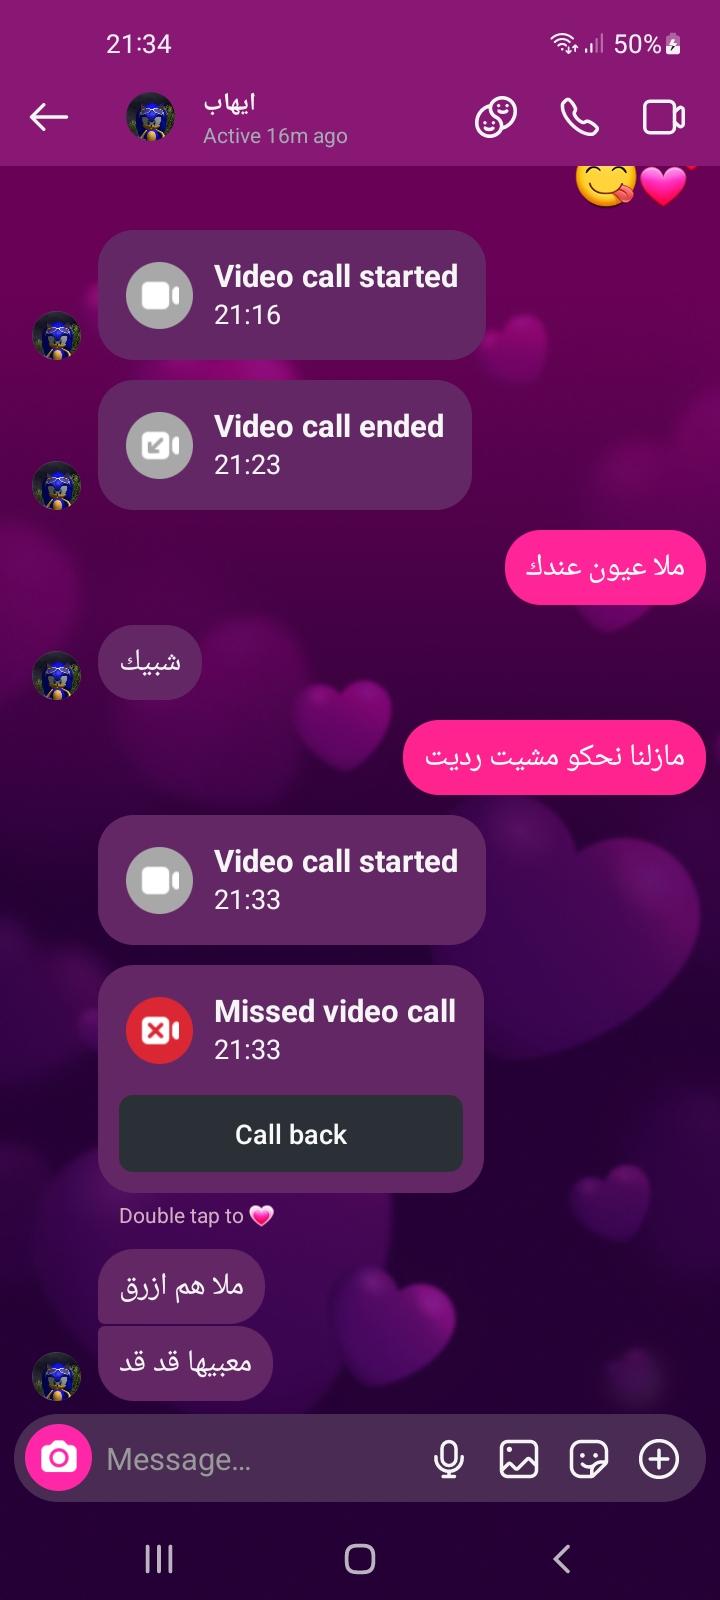 21:34
50%
ايهاب
Active 16m ago
Video call started
21:16
Video call ended
21:23
ملا عيون عندك
شبيك
مازلنا نحكو مشيت رديت
Video call started
21:33
Missed video call
21:33
Call back
Double tap to
ملا هم ازرق
معبيها قد قد
Message...